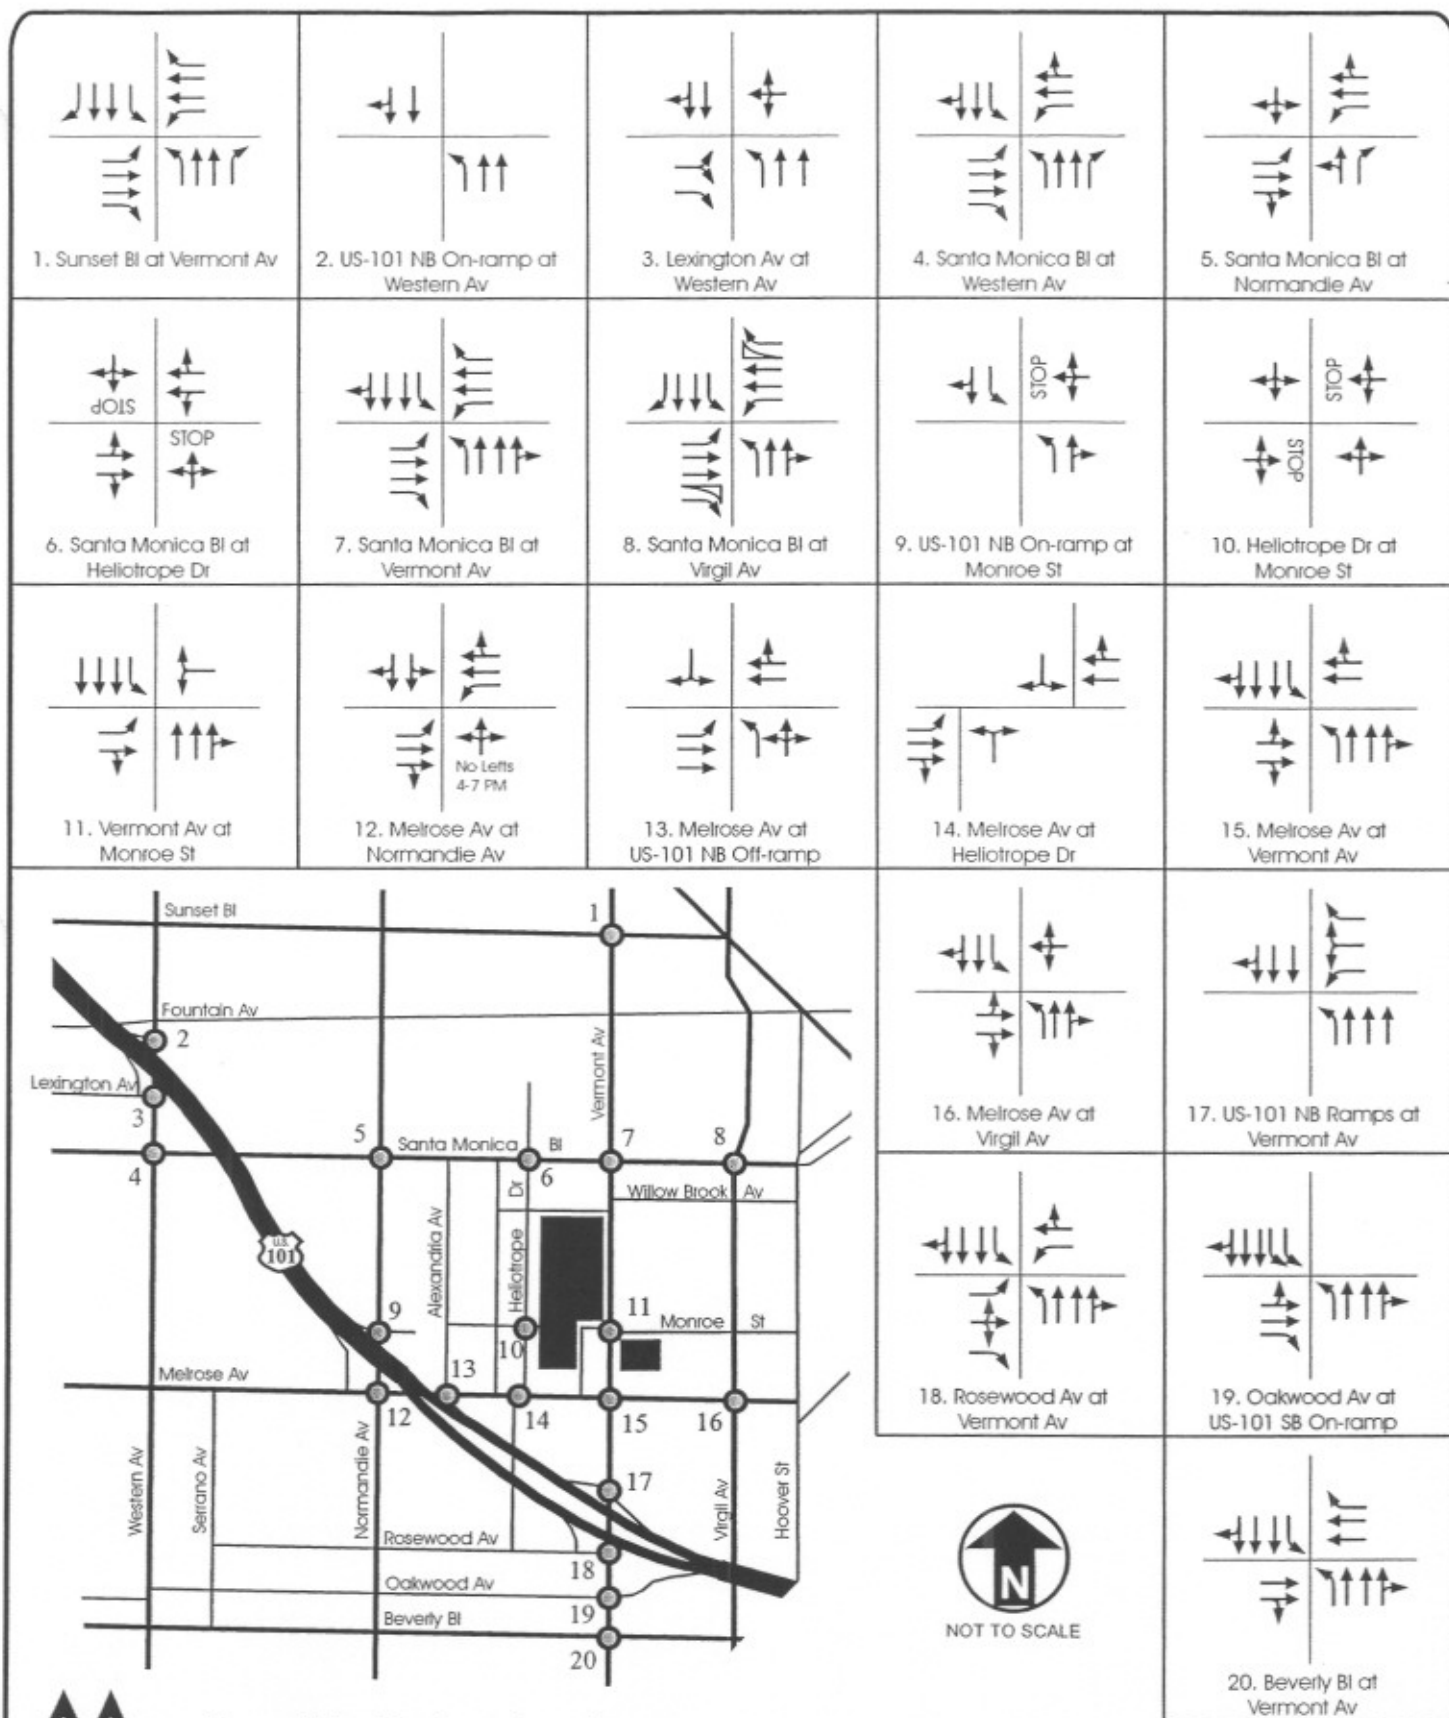 1. Sunset Bl at Vermont Av
2. US-101 NB On-ramp at
Western Av
3. Lexington Av at
Western Av
4. Santa Monica Bl at
Western Av
5. Santa Monica Bl at
Normandie Av
STOP
STOP
6. Santa Monica Bl at
Heliotrope Dr
7. Santa Monica Bl at
Vermont Av
8. Santa Monica Bl at
Virgil Av
STOP
9. US-101 NB On-ramp at
Monroe St
STOP
STOP
10. Heliotrope Dr at
Monroe St
11. Vermont Av at
Monroe St
No Lefts
4-7 PM
12. Melrose Av at
Normandie Av
13. Melrose Av at
US-101 NB Off-ramp
14. Melrose Av at
Heliotrope Dr
15. Melrose Av at
Vermont Av
16. Melrose Av at
Virgil Av
17. US-101 NB Ramps at
Vermont Av
18. Rosewood Av at
Vermont Av
19. Oakwood Av at
US-101 SB On-ramp
20. Beverly Bl at
Vermont Av
Sunset Bl
1
Fountain Av
2
Vermont Av
Lexington Av
3
4
5
Santa Monica Bl
6
7
8
Willow Brook Av
U.S.
101
Alexandria Av
Heliotrope Dr
9
10
11
Monroe St
Melrose Av
12
13
14
15
16
Western Av
Serrano Av
Normandie Av
17
Virgil Av
Hoover St
Rosewood Av
18
Oakwood Av
19
Beverly Bl
20
N
NOT TO SCALE